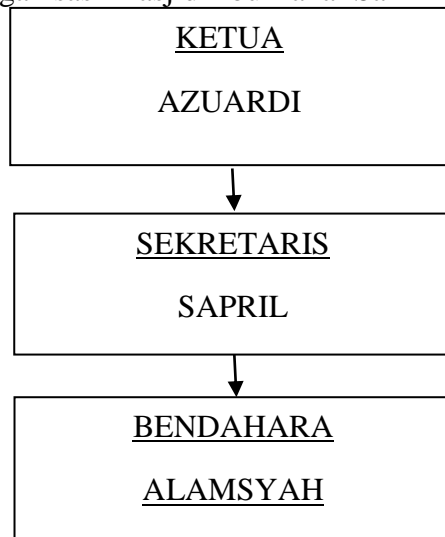 KETUA
AZUARDI
SEKRETARIS
SAPRIL
BENDAHARA
ALAMSYAH